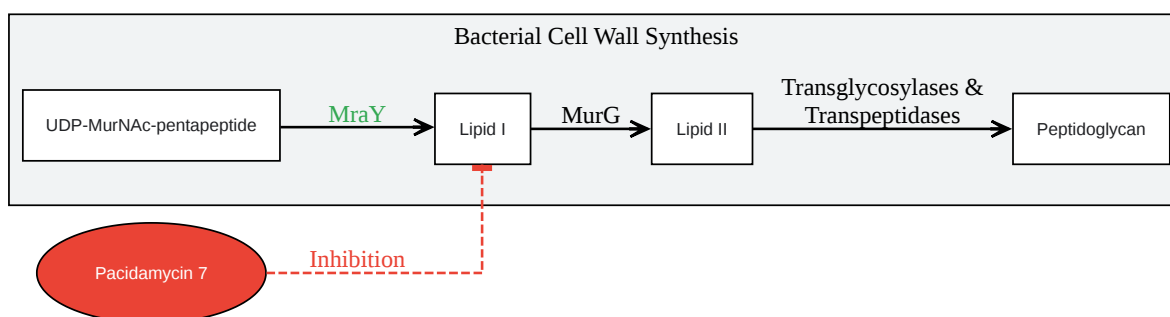 Bacterial Cell Wall Synthesis
UDP-MurNAc-pentapeptide
MraY
Lipid I
MurG
Lipid II
Transglycosylases &
Transpeptidases
Peptidoglycan
Pacidamycin 7
Inhibition